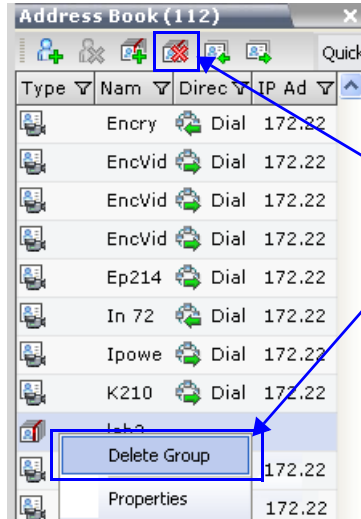 Address Book (112)
Quick
Type Nam Direc IP Ad
Encry Dial 172.22
EncVid Dial 172.22
EncVid Dial 172.22
EncVid Dial 172.22
Ep214 Dial 172.22
In 72 Dial 172.22
Ipowe Dial 172.22
K210 Dial 172.22
Delete Group
172.22
Properties
172.22